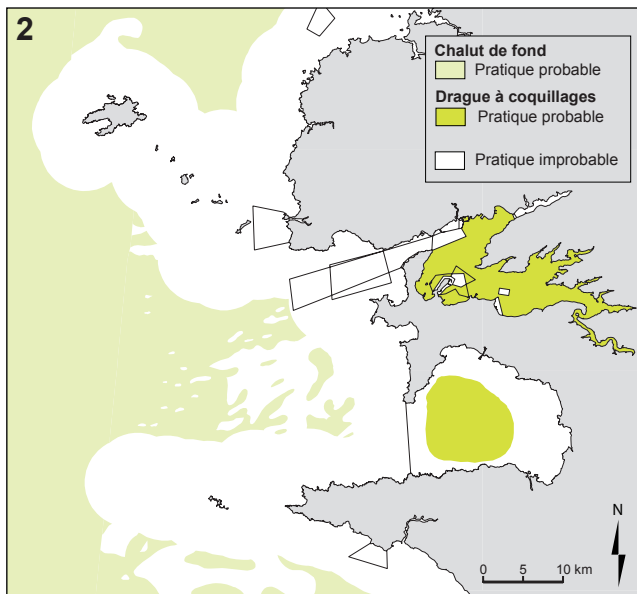 2
Chalut de fond
Pratique probable
Drague à coquillages
Pratique probable
Pratique improbable
N
0 5 10 km